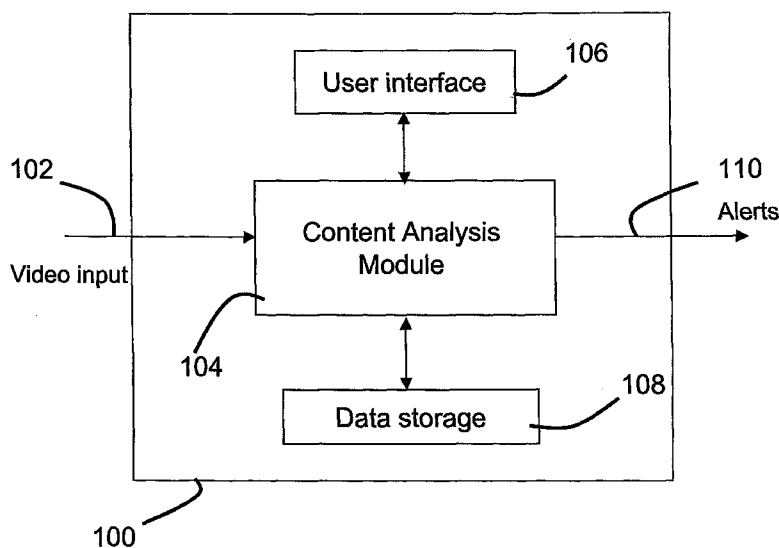 106
User interface
102
110
Alerts
Content Analysis
Module
Video input
104
108
Data storage
100